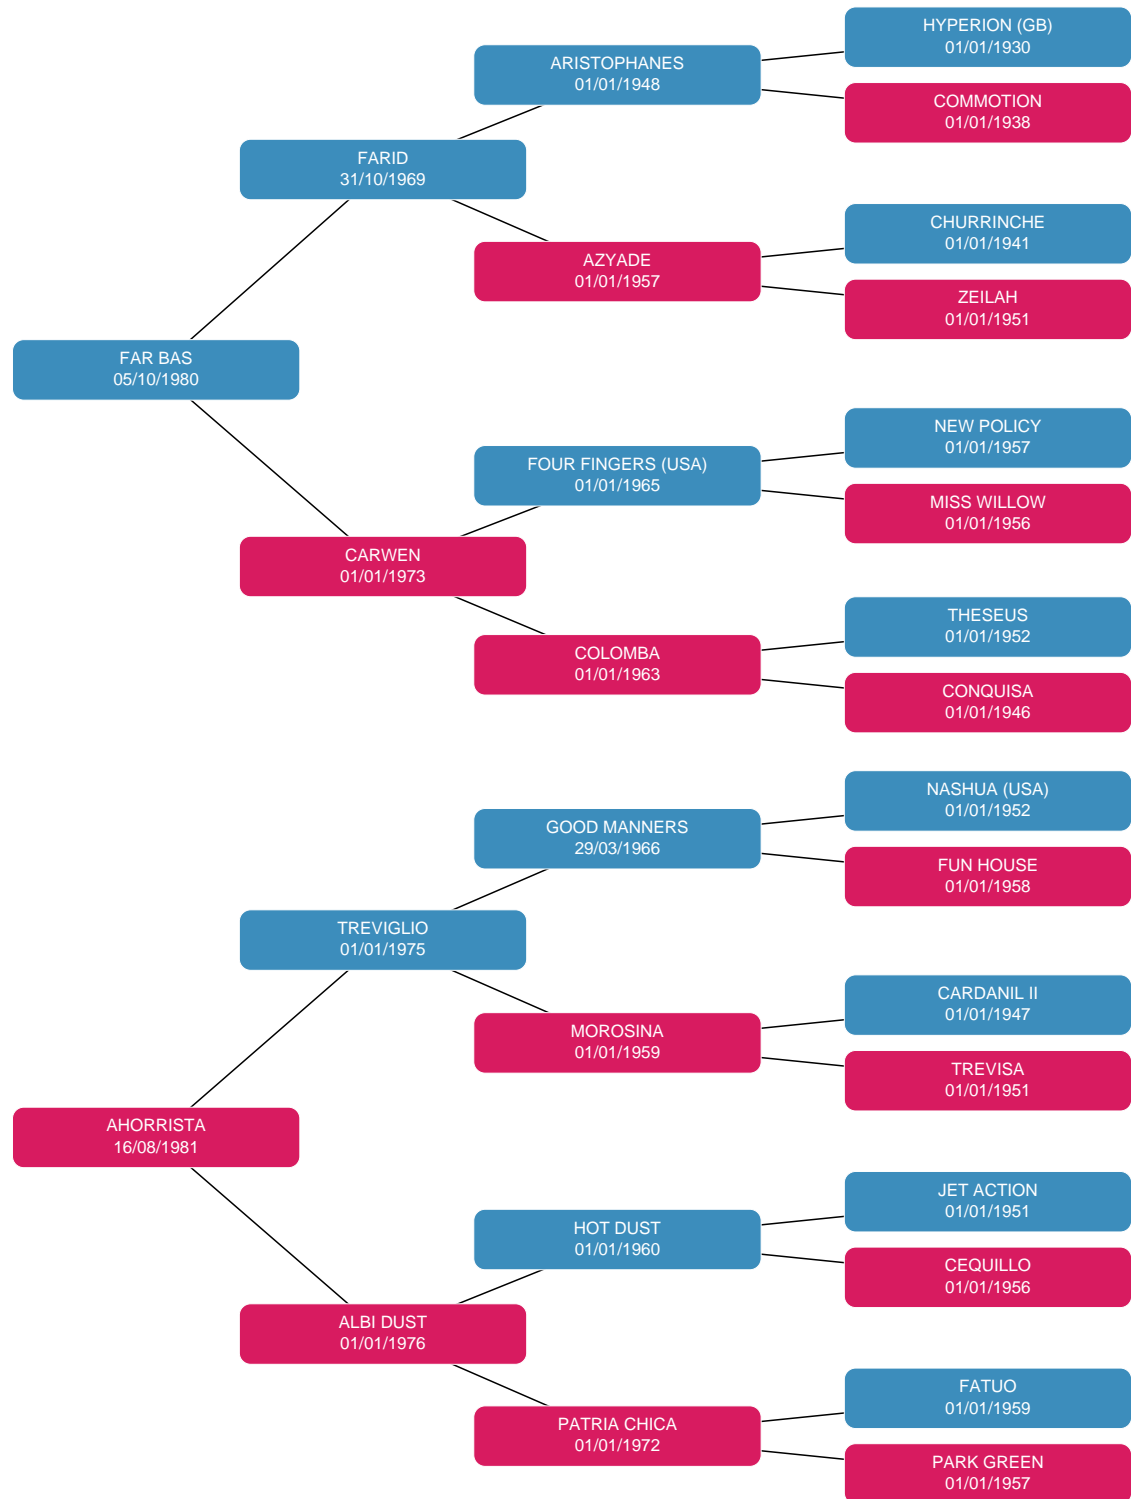 HYPERION (GB)
01/01/1930
ARISTOPHANES
01/01/1948
COMMOTION
01/01/1938
FARID
31/10/1969
CHURRINCHE
01/01/1941
AZYADE
01/01/1957
ZEILAH
01/01/1951
FAR BAS
05/10/1980
NEW POLICY
01/01/1957
FOUR FINGERS (USA)
01/01/1965
MISS WILLOW
01/01/1956
CARWEN
01/01/1973
THESEUS
01/01/1952
COLOMBA
01/01/1963
CONQUISA
01/01/1946
NASHUA (USA)
01/01/1952
GOOD MANNERS
29/03/1966
FUN HOUSE
01/01/1958
TREVIGLIO
01/01/1975
CARDANIL II
01/01/1947
MOROSINA
01/01/1959
TREVISA
01/01/1951
AHORRISTA
16/08/1981
JET ACTION
01/01/1951
HOT DUST
01/01/1960
CEQUILLO
01/01/1956
ALBI DUST
01/01/1976
FATUO
01/01/1959
PATRIA CHICA
01/01/1972
PARK GREEN
01/01/1957